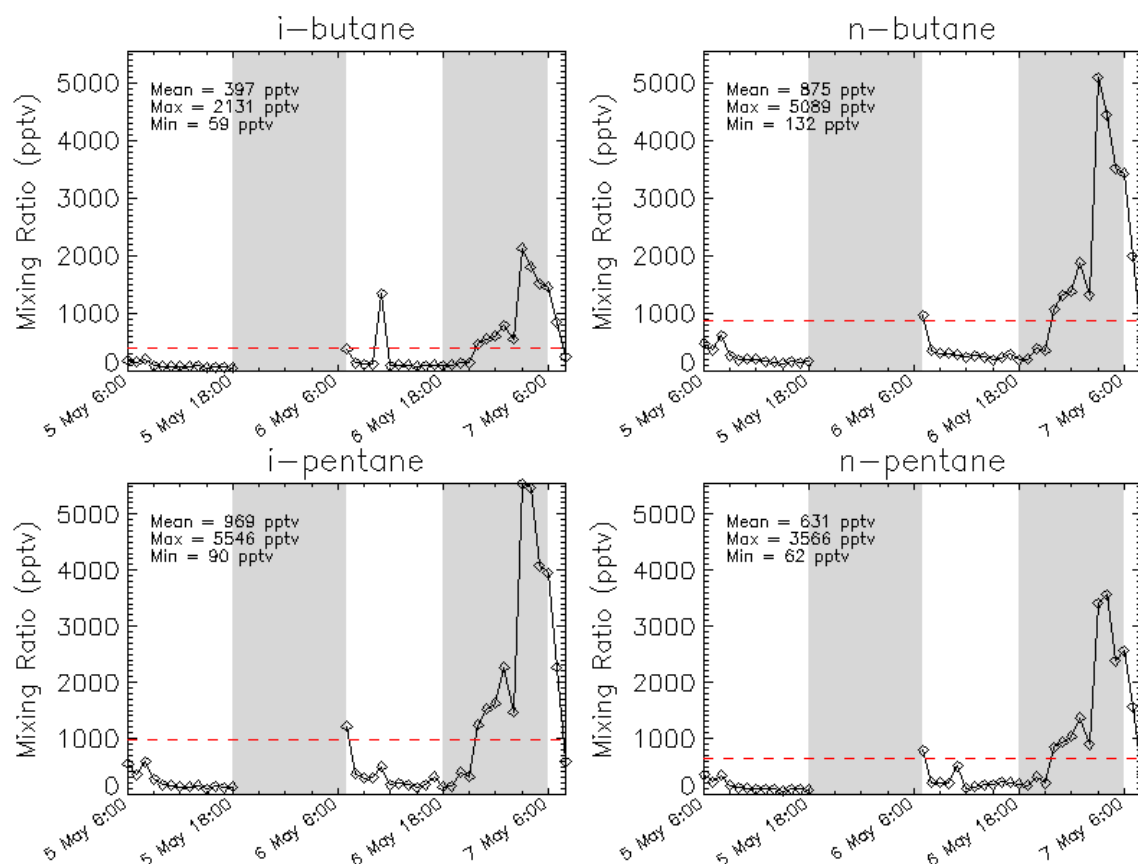 i-butane
Mixing Ratio (pptv)
5000
4000
3000
2000
1000
0
Mean = 397 pptv
Max = 2131 pptv
Min = 59 pptv
5 May 6:00
5 May 18:00
6 May 6:00
6 May 18:00
7 May 6:00
n-butane
Mixing Ratio (pptv)
5000
4000
3000
2000
1000
0
Mean = 875 pptv
Max = 5089 pptv
Min = 132 pptv
5 May 6:00
5 May 18:00
6 May 6:00
6 May 18:00
7 May 6:00
i-pentane
Mixing Ratio (pptv)
5000
4000
3000
2000
1000
0
Mean = 969 pptv
Max = 5546 pptv
Min = 90 pptv
5 May 6:00
5 May 18:00
6 May 6:00
6 May 18:00
7 May 6:00
n-pentane
Mixing Ratio (pptv)
5000
4000
3000
2000
1000
0
Mean = 631 pptv
Max = 3566 pptv
Min = 62 pptv
5 May 6:00
5 May 18:00
6 May 6:00
6 May 18:00
7 May 6:00